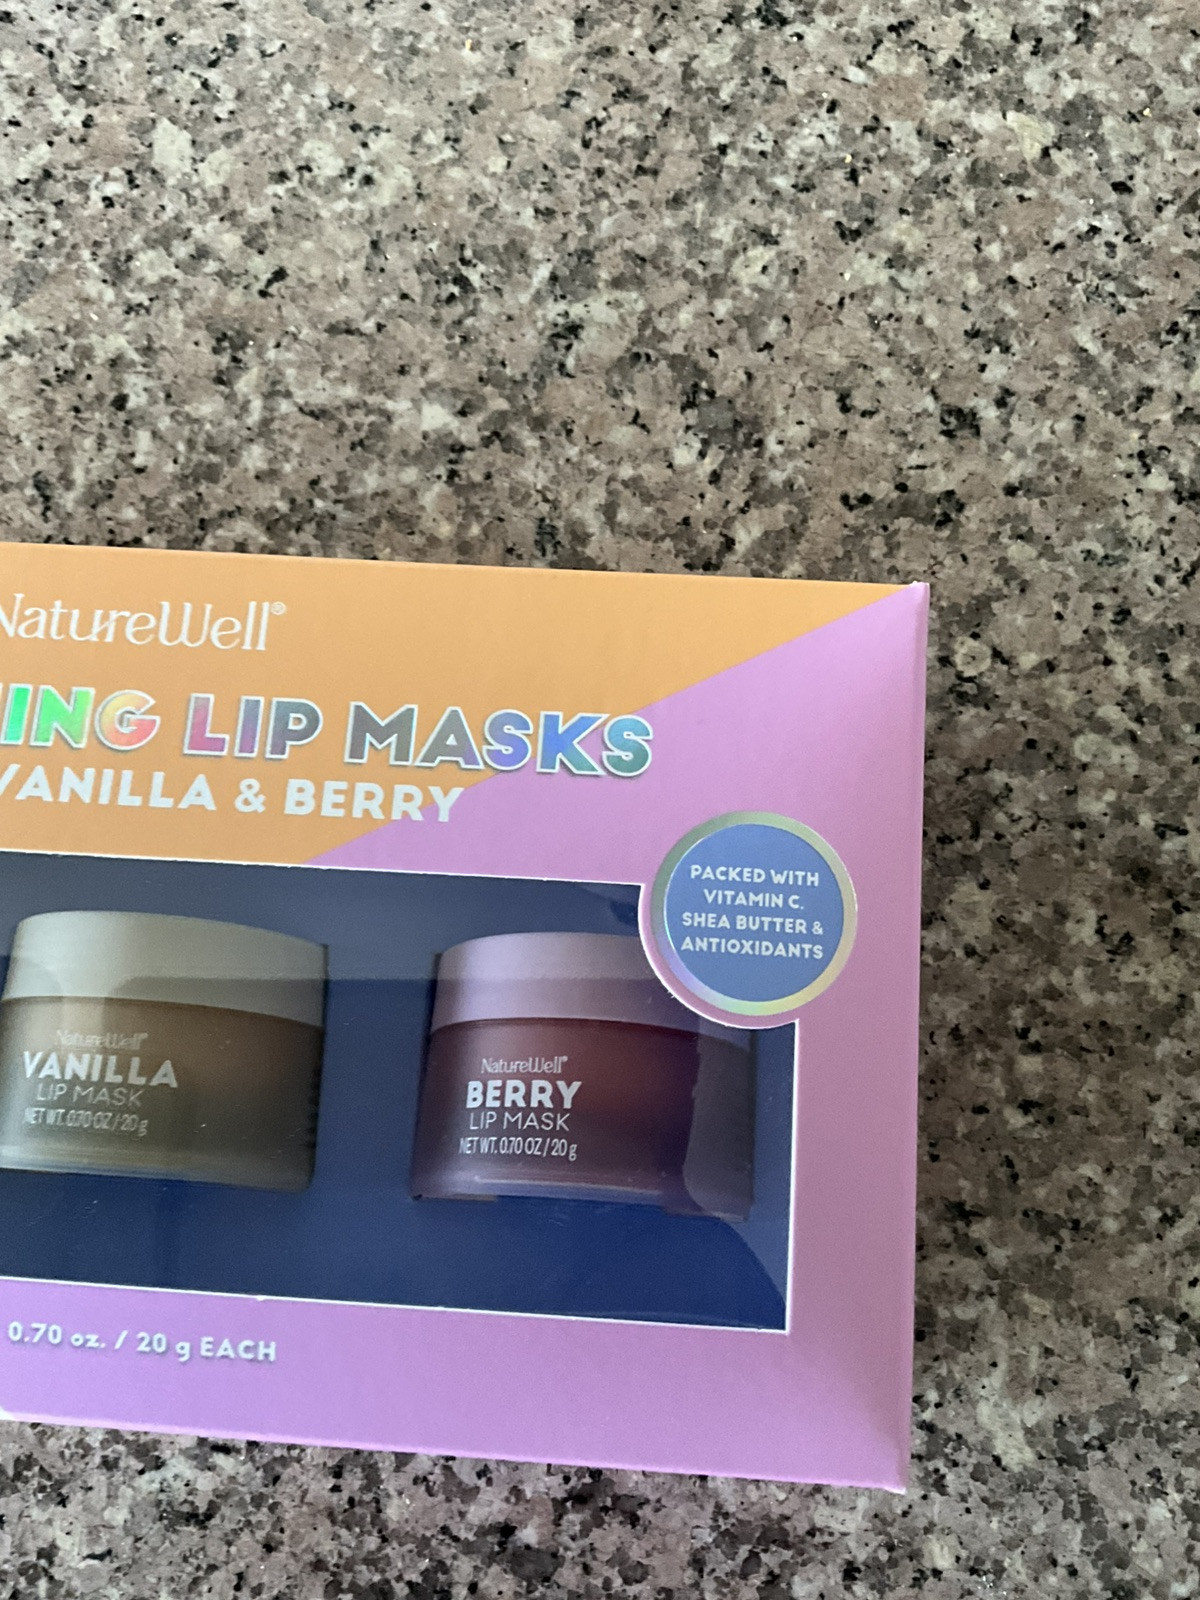 NatureWell®
ING LIP MASKS
VANILLA & BERRY
PACKED WITH
VITAMIN C,
SHEA BUTTER &
ANTIOXIDANTS
NatureWell®
VANILLA
LIP MASK
NET WT. 0.70 OZ / 20 g
NatureWell®
BERRY
LIP MASK
NET WT. 0.70 OZ / 20 g
0.70 oz. / 20 g EACH